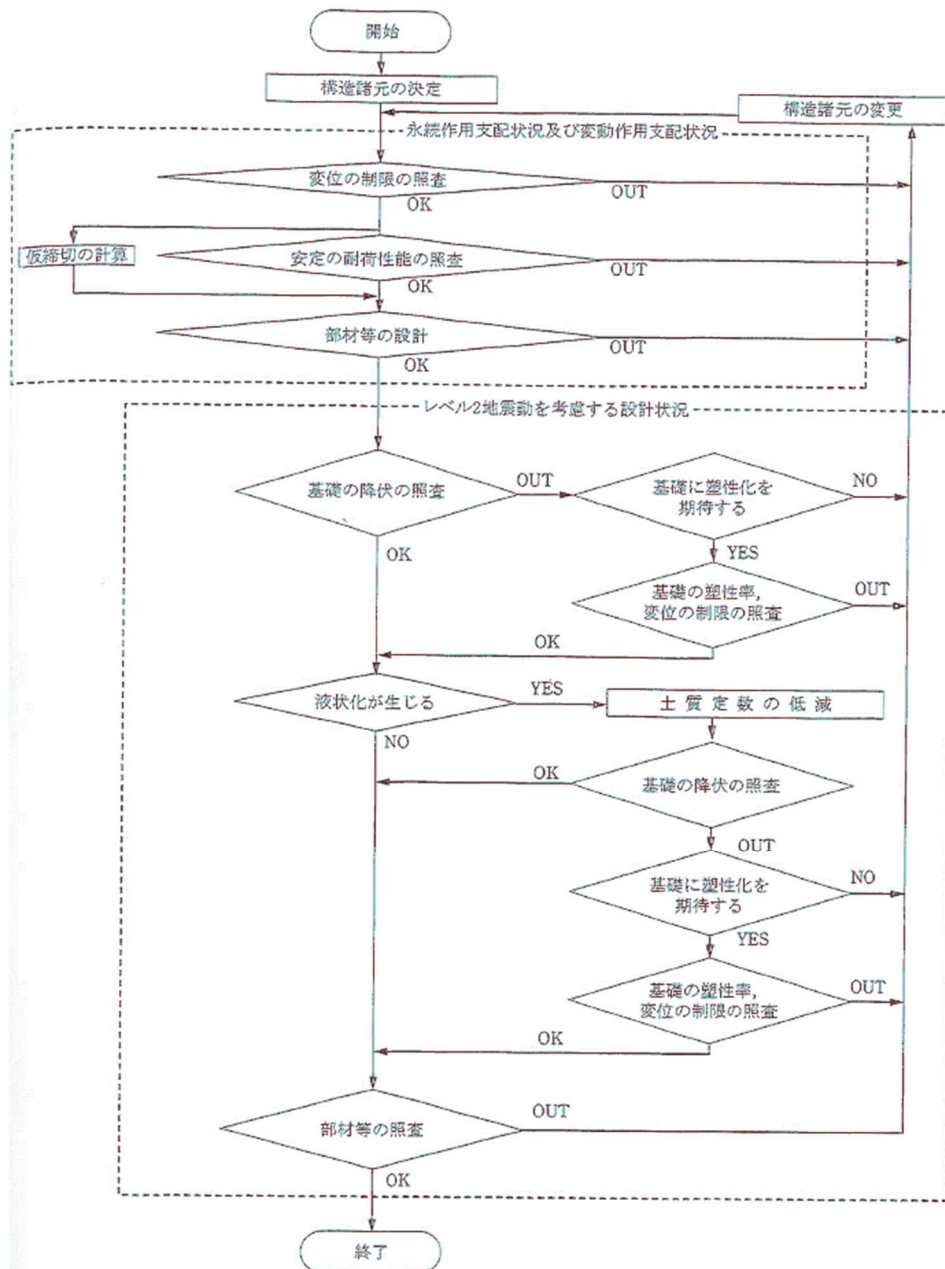 開始
構造諸元の決定
構造諸元の変更
永続作用支配状況及び変動作用支配状況
変位の制限の照査
OUT
OK
仮締切の計算
安定の耐荷性能の照査
OUT
OK
部材等の設計
OUT
OK
レベル2地震動を考慮する設計状況
基礎の降伏の照査
OUT
基礎に塑性化を
期待する
NO
OK
YES
基礎の塑性率,
変位の制限の照査
OUT
OK
液状化が生じる
YES
土質定数の低減
NO
OK
基礎の降伏の照査
OUT
基礎に塑性化を
期待する
NO
YES
基礎の塑性率,
変位の制限の照査
OUT
OK
部材等の照査
OUT
OK
終了